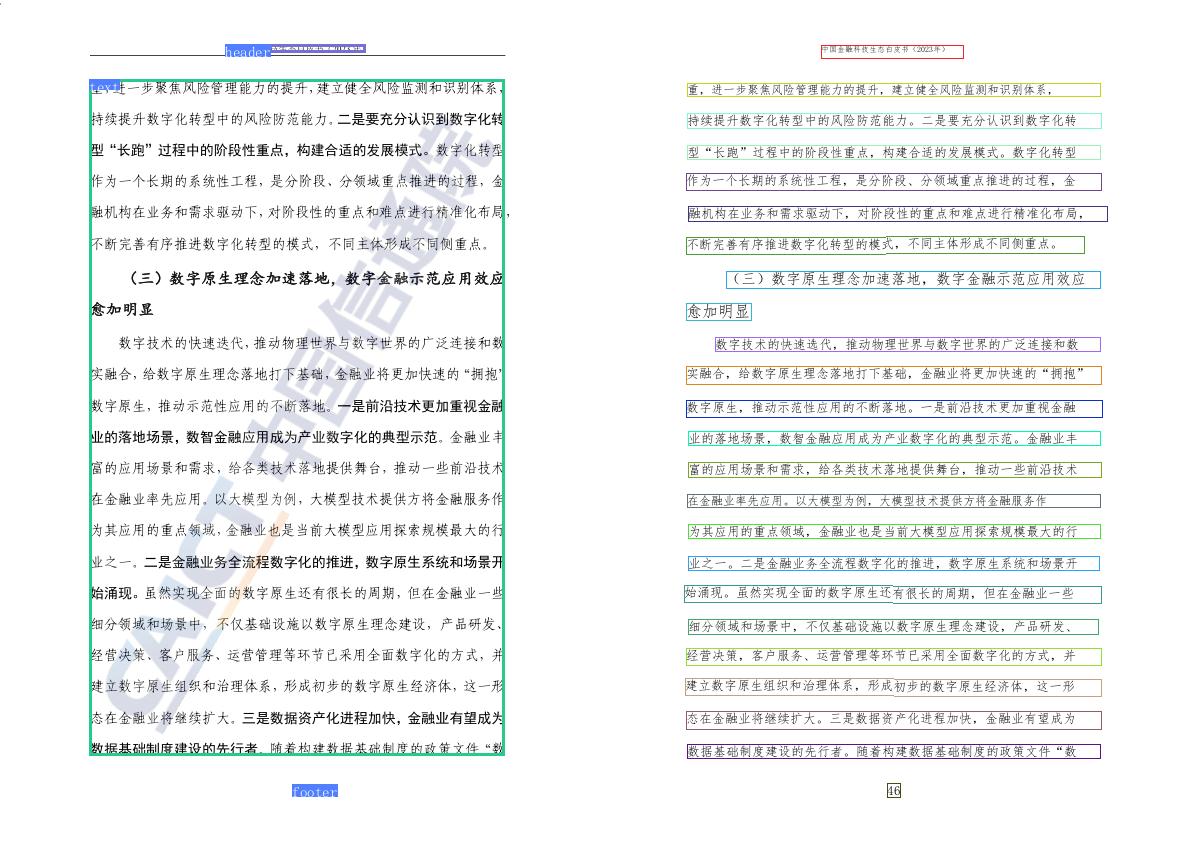 header
text
重，进一步聚焦风险管理能力的提升，建立健全风险监测和识别体系，
持续提升数字化转型中的风险防范能力。二是要充分认识到数字化转
型“长跑”过程中的阶段性重点，构建合适的发展模式。数字化转型
作为一个长期的系统性工程，是分阶段、分领域重点推进的过程，金
融机构在业务和需求驱动下，对阶段性的重点和难点进行精准化布局，
不断完善有序推进数字化转型的模式，不同主体形成不同侧重点。
（三）数字原生理念加速落地，数字金融示范应用效应
愈加明显
数字技术的快速迭代，推动物理世界与数字世界的广泛连接和数
实融合，给数字原生理念落地打下基础，金融业将更加快速的“拥抱”
数字原生，推动示范性应用的不断落地。一是前沿技术更加重视金融
业的落地场景，数智金融应用成为产业数字化的典型示范。金融业丰
富的应用场景和需求，给各类技术落地提供舞台，推动一些前沿技术
在金融业率先应用。以大模型为例，大模型技术提供方将金融服务作
为其应用的重点领域，金融业也是当前大模型应用探索规模最大的行
业之一。二是金融业务全流程数字化的推进，数字原生系统和场景开
始涌现。虽然实现全面的数字原生还有很长的周期，但在金融业一些
细分领域和场景中，不仅基础设施以数字原生理念建设，产品研发、
经营决策、客户服务、运营管理等环节已采用全面数字化的方式，并
建立数字原生组织和治理体系，形成初步的数字原生经济体，这一形
态在金融业将继续扩大。三是数据资产化进程加快，金融业有望成为
数据基础制度建设的先行者。随着构建数据基础制度的政策文件“数
CAICT 中国信通院
footer
中国金融科技生态白皮书（2023年）
重，进一步聚焦风险管理能力的提升，建立健全风险监测和识别体系，
持续提升数字化转型中的风险防范能力。二是要充分认识到数字化转
型“长跑”过程中的阶段性重点，构建合适的发展模式。数字化转型
作为一个长期的系统性工程，是分阶段、分领域重点推进的过程，金
融机构在业务和需求驱动下，对阶段性的重点和难点进行精准化布局，
不断完善有序推进数字化转型的模式，不同主体形成不同侧重点。
（三）数字原生理念加速落地，数字金融示范应用效应
愈加明显
数字技术的快速选代，推动物理世界与数字世界的广泛连接和数
实融合，给数字原生理念落地打下基础，金融业将更加快速的“拥抱”
数字原生，推动示范性应用的不断落地。一是前沿技术更加重视金融
业的落地场景，数智金融应用成为产业数字化的典型示范。金融业丰
富的应用场景和需求，给各类技术落地提供舞台，推动一些前沿技术
在金融业率先应用。以大模型为例，大模型技术提供方将金融服务作
为其应用的重点领域，金融业也是当前大模型应用探索规模最大的行
业之一。二是金融业务全流程数字化的推进，数字原生系统和场景开
始涌现。虽然实现全面的数字原生还有很长的周期，但在金融业一些
细分领域和场景中，不仅基础设施以数字原生理念建设，产品研发、
经营决策，客户服务、运营管理等环节已采用全面数字化的方式，并
建立数字原生组织和治理体系，形成初步的数字原生经济体，这一形
态在金融业将继续扩大。三是数据资产化进程加快，金融业有望成为
数据基础制度建设的先行者。随着构建数据基础制度的政策文件“数
46